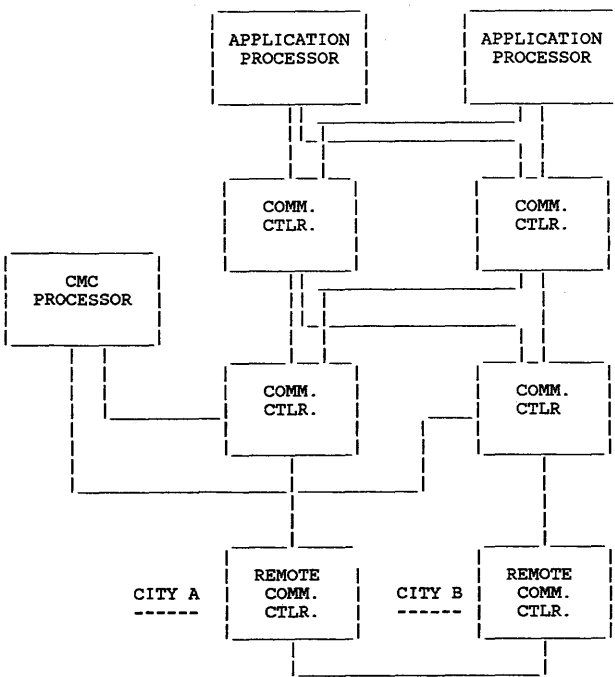 APPLICATION
PROCESSOR
APPLICATION
PROCESSOR
COMM.
CTLR.
COMM.
CTLR.
CMC
PROCESSOR
COMM.
CTLR.
COMM.
CTLR
CITY A
REMOTE
COMM.
CTLR.
CITY B
REMOTE
COMM.
CTLR.